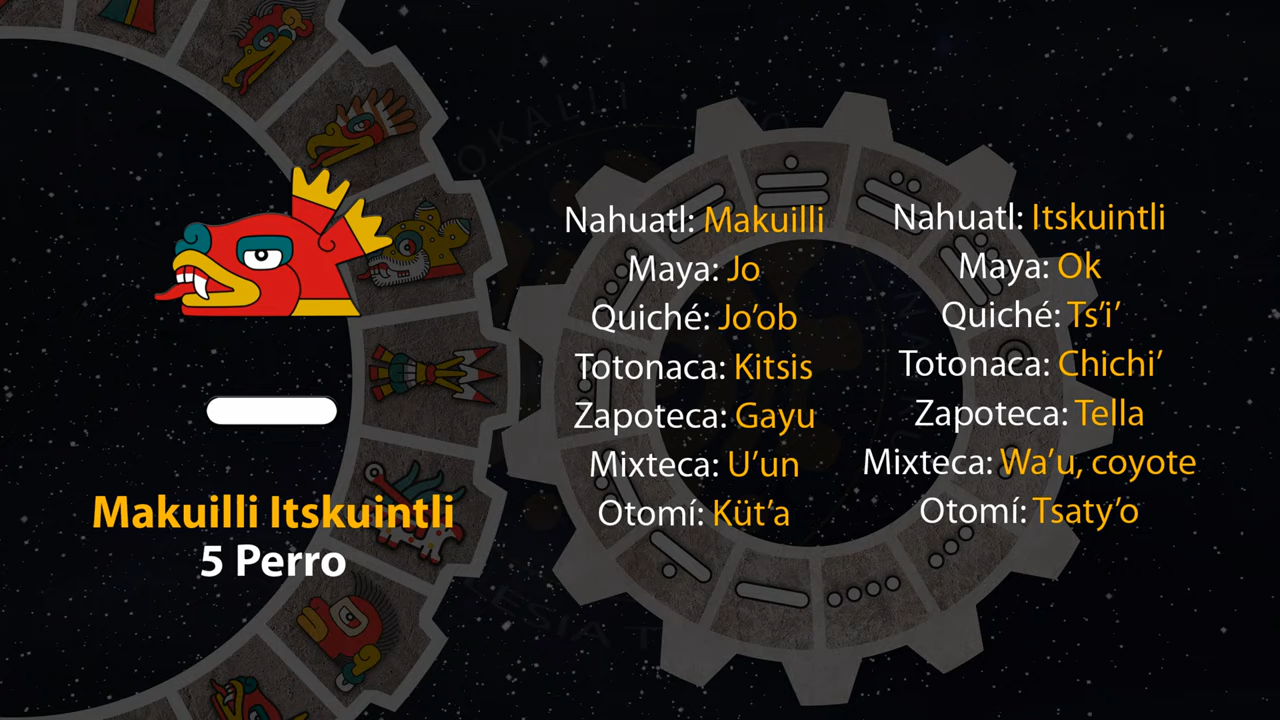 Makuilli Itskuintli
5 Perro
Nahuatl: Makuilli
Maya: Jo
Quiché: Jo’ob
Totonaca: Kitsis
Zapoteca: Gayu
Mixteca: U’un
Otomí: Küt’a
Nahuatl: Itskuintli
Maya: Ok
Quiché: Ts’i’
Totonaca: Chichi’
Zapoteca: Tella
Mixteca: Wa’u, coyote
Otomí: Tsaty’o